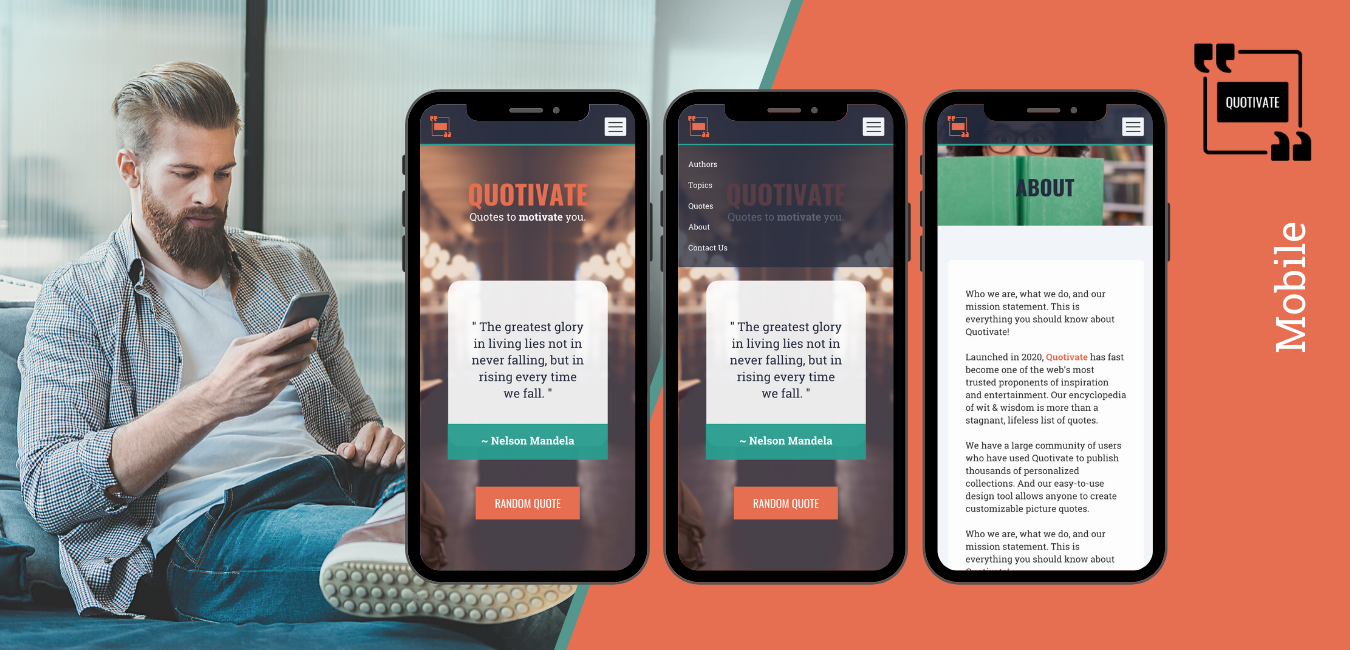 QUOTIVATE
Quotes to motivate you.
" The greatest glory
in living lies not in
never falling, but in
rising every time
we fall. "
~ Nelson Mandela
RANDOM QUOTE
Authors
Topics
Quotes
About
Contact Us
QUOTIVATE
Quotes to motivate you.
" The greatest glory
in living lies not in
never falling, but in
rising every time
we fall. "
~ Nelson Mandela
RANDOM QUOTE
ABOUT
Who we are, what we do, and our
mission statement. This is
everything you should know about
Quotivate!
Launched in 2020, Quotivate has fast
become one of the web's most
trusted proponents of inspiration
and entertainment. Our encyclopedia
of wit & wisdom is more than a
stagnant, lifeless list of quotes.
We have a large community of users
who have used Quotivate to publish
thousands of personalized
collections. And our easy-to-use
design tool allows anyone to create
customizable picture quotes.
Who we are, what we do, and our
mission statement. This is
everything you should know about
QUOTIVATE
Mobile